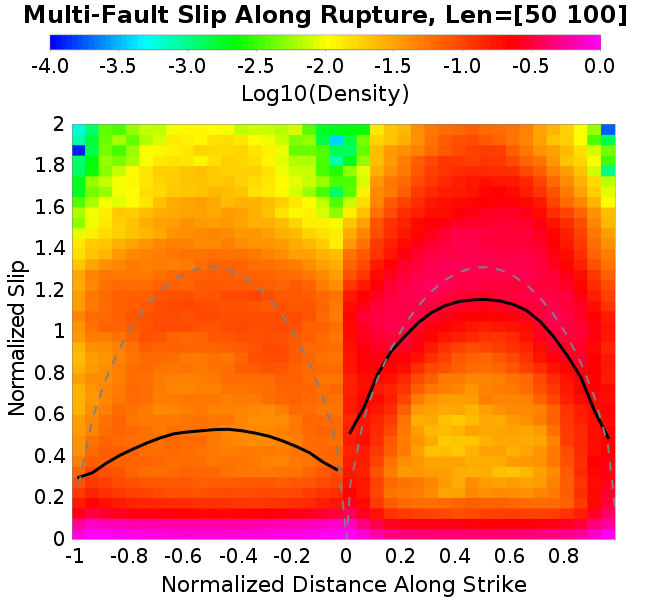 Multi-Fault Slip Along Rupture, Len=[50 100]
-4.0 -3.5 -3.0 -2.5 -2.0 -1.5 -1.0 -0.5 0.0
Log10(Density)
2
1.8
1.6
1.4
1.2
1
0.8
0.6
0.4
0.2
0
Normalized Slip
-1 -0.8 -0.6 -0.4 -0.2 0 0.2 0.4 0.6 0.8
Normalized Distance Along Strike